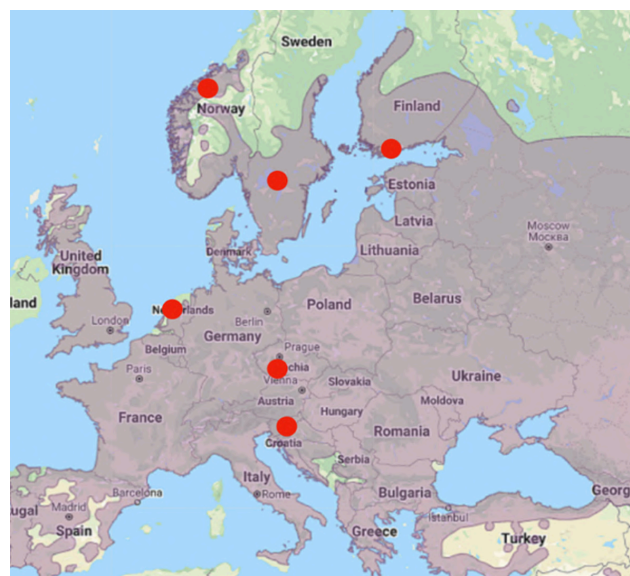 Sweden
Norway
Finland
Estonia
Latvia
Lithuania
Moscow
Москва
United
Kingdom
land
Denmark
London
Berlin
Poland
Belarus
Germany
Belgium
Prague
Paris
Vienna
Slovakia
Ukraine
Austria
Hungary
Moldova
France
Romania
Croatia
Serbia
Italy
Rome
Bulgaria
Barcelona
Madrid
Spain
ugal
Istanbul
Georg
Greece
Turkey